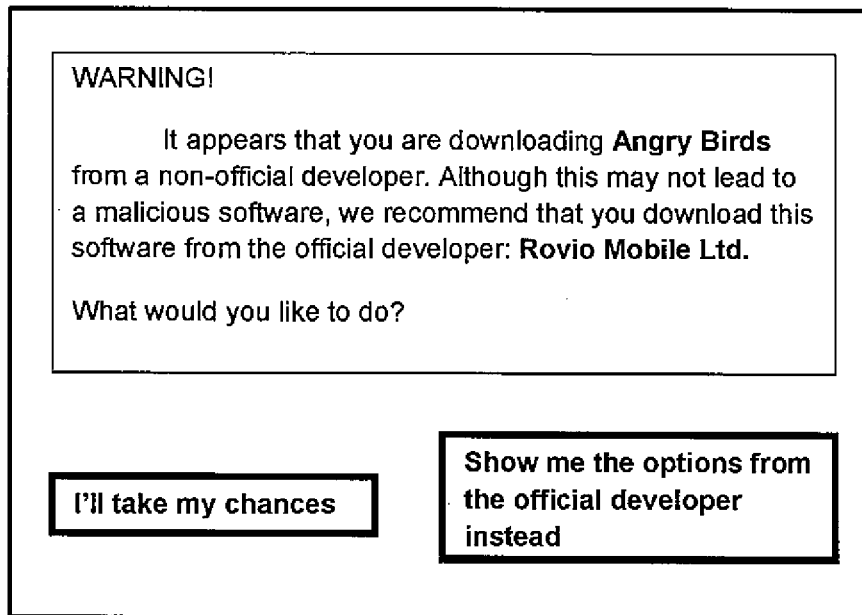 WARNING!
It appears that you are downloading Angry Birds
from a non-official developer. Although this may not lead to
a malicious software, we recommend that you download this
software from the official developer: Rovio Mobile Ltd.
What would you like to do?
I'll take my chances
Show me the options from
the official developer
instead